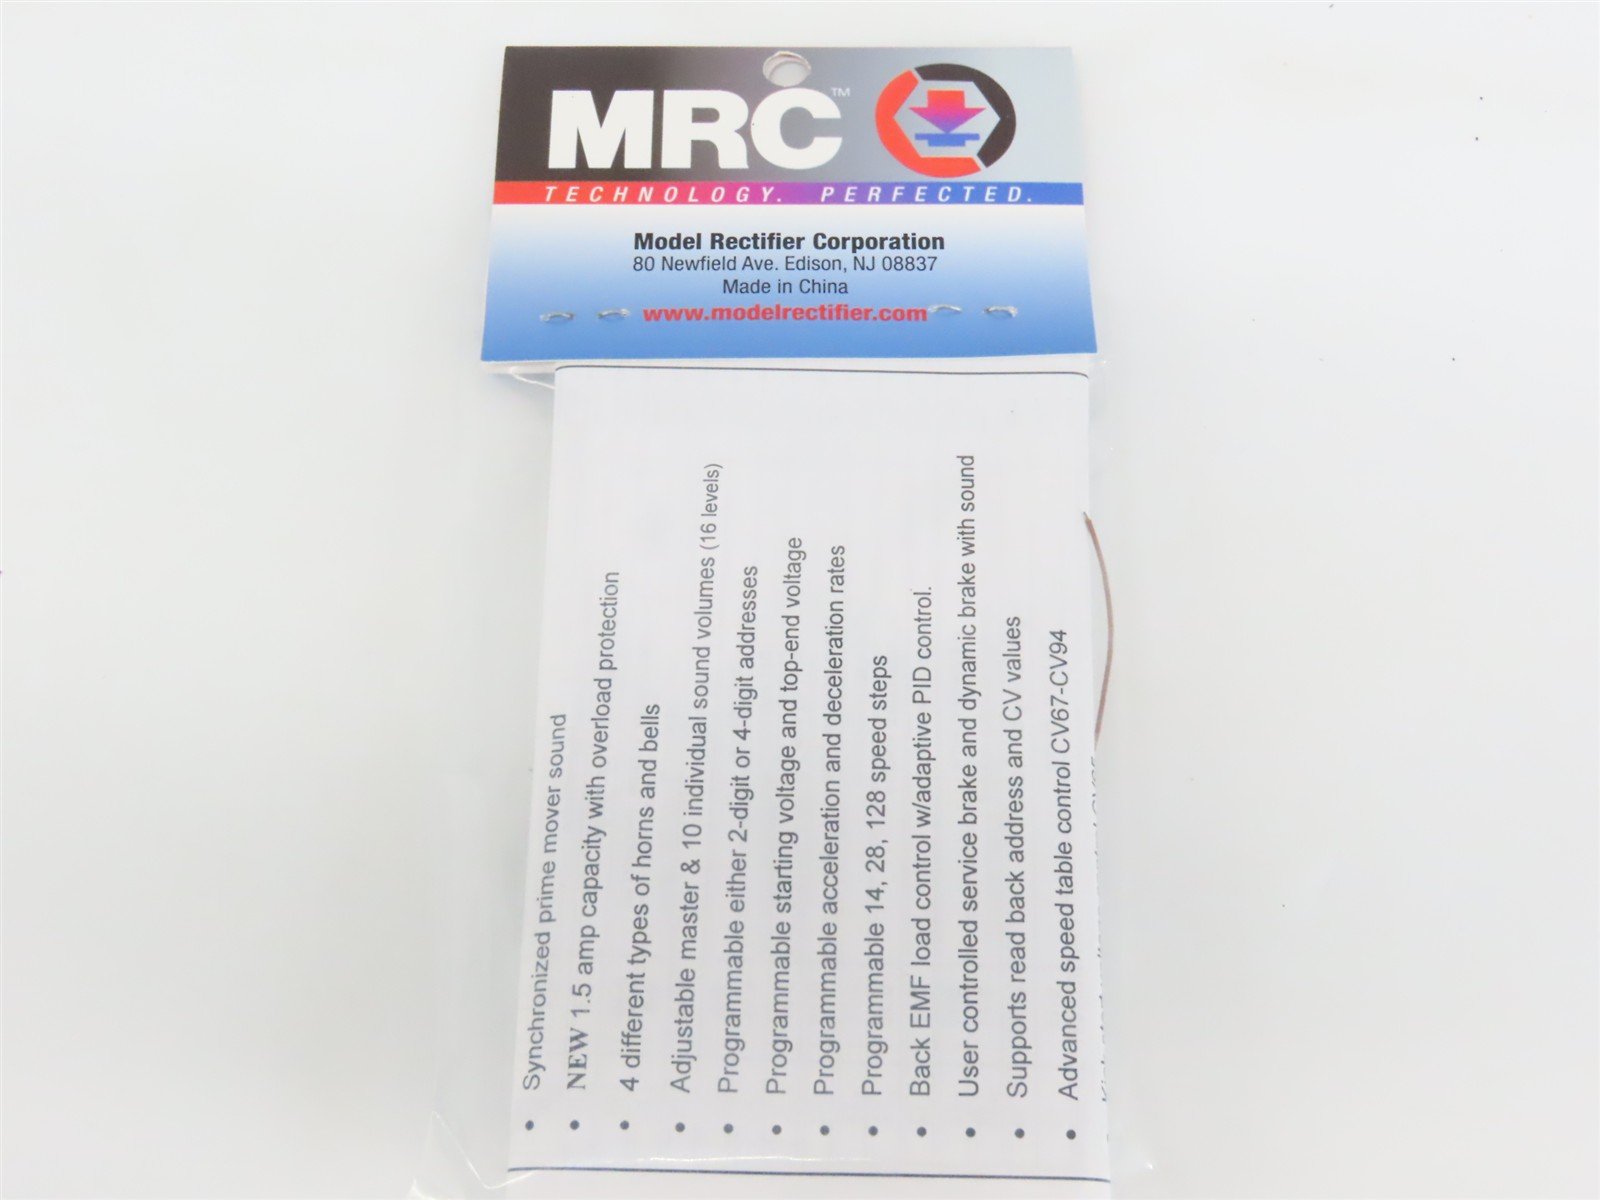 MRC™
TECHNOLOGY. PERFECTED.
Model Rectifier Corporation
80 Newfield Ave. Edison, NJ 08837
Made in China
www.modelrectifier.com
• Synchronized prime mover sound
• NEW 1.5 amp capacity with overload protection
• 4 different types of horns and bells
• Adjustable master & 10 individual sound volumes (16 levels)
• Programmable either 2-digit or 4-digit addresses
• Programmable starting voltage and top-end voltage
• Programmable acceleration and deceleration rates
• Programmable 14, 28, 128 speed steps
• Back EMF load control w/adaptive PID control.
• User controlled service brake and dynamic brake with sound
• Supports read back address and CV values
• Advanced speed table control CV67-CV94